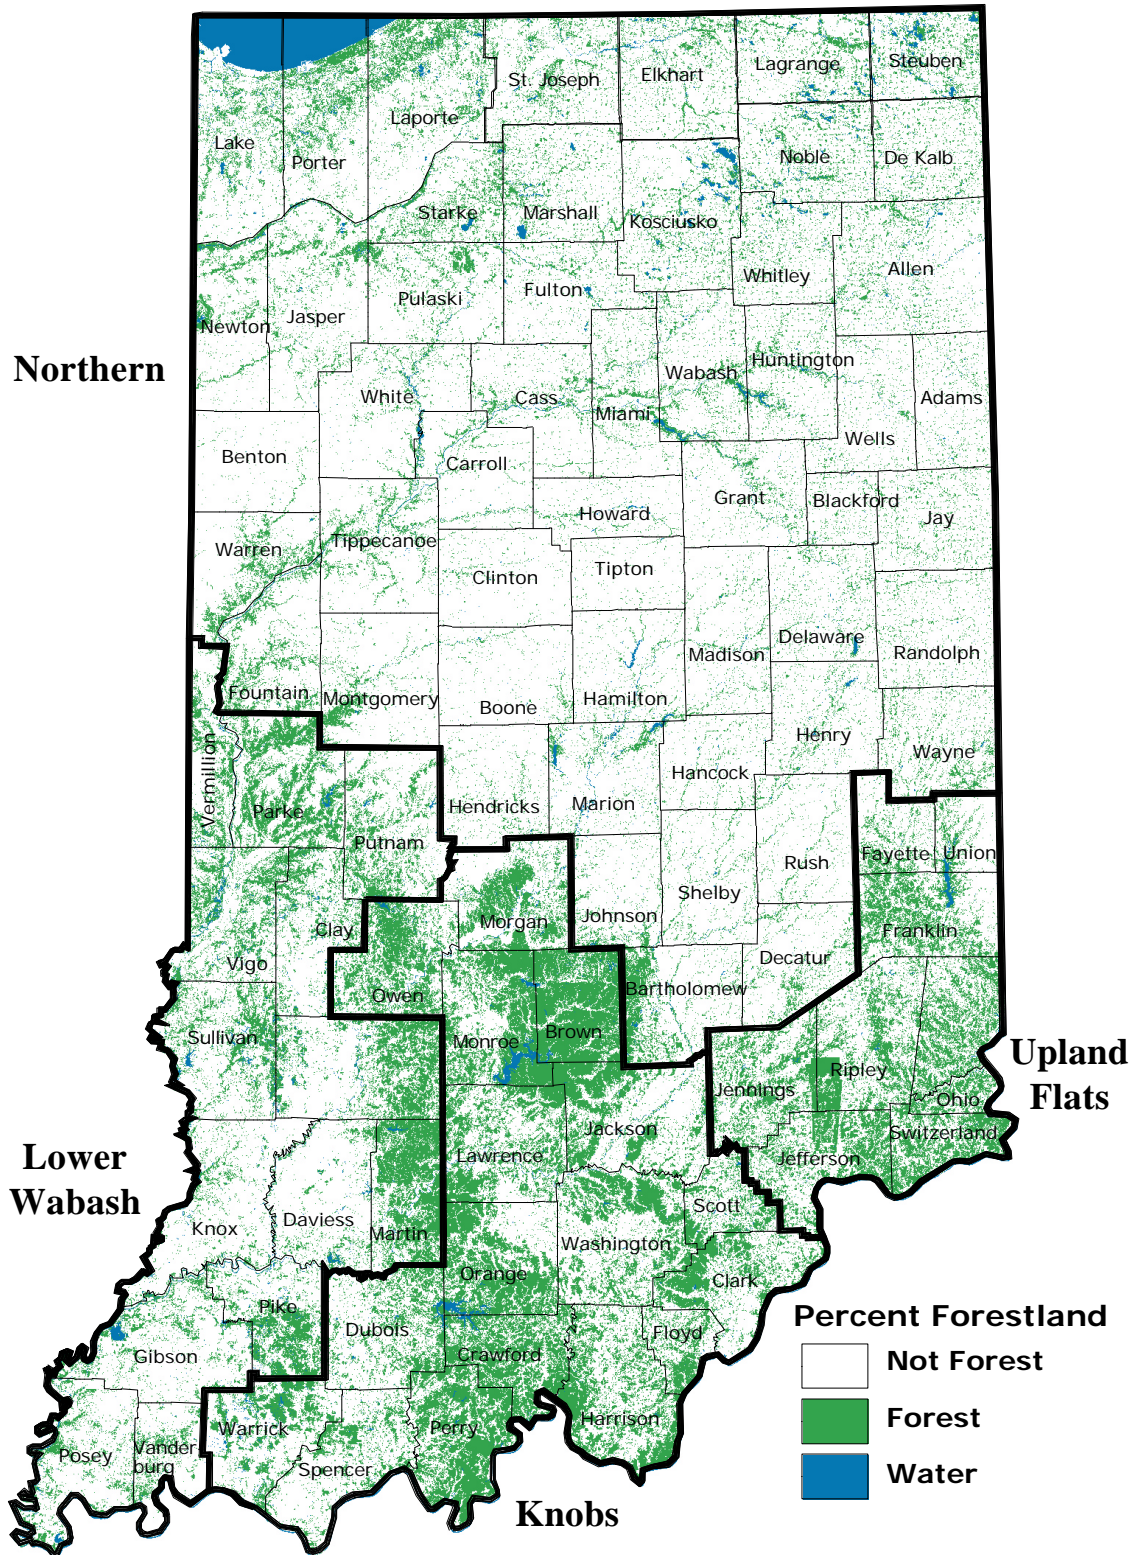 St. Joseph
Elkhart
Lagrange
Steuben
Laporte
Lake
Porter
Noble
De Kalb
Starke
Marshall
Kosciusko
Whitley
Allen
Pulaski
Fulton
Newton
Jasper
Northern
White
Cass
Miami
Wabash
Huntington
Adams
Wells
Benton
Carroll
Grant
Blackford
Jay
Howard
Warren
Tippecanoe
Clinton
Tipton
Delaware
Randolph
Madison
Fountain
Montgomery
Boone
Hamilton
Vermillion
Henry
Wayne
Hancock
Parke
Hendricks
Marion
Putnam
Rush
Fayette
Union
Shelby
Morgan
Johnson
Clay
Franklin
Vigo
Decatur
Owen
Bartholomew
Sullivan
Monroe
Brown
Upland
Flats
Jennings
Ripley
Ohio
Switzerland
Jackson
Lawrence
Jefferson
Lower
Wabash
Knox
Daviess
Martin
Scott
Washington
Orange
Clark
Pike
Dubois
Floyd
Gibson
Crawford
Harrison
Perry
Warrick
Posey
Vander-
burg
Spencer
Knobs
Percent Forestland
Not Forest
Forest
Water